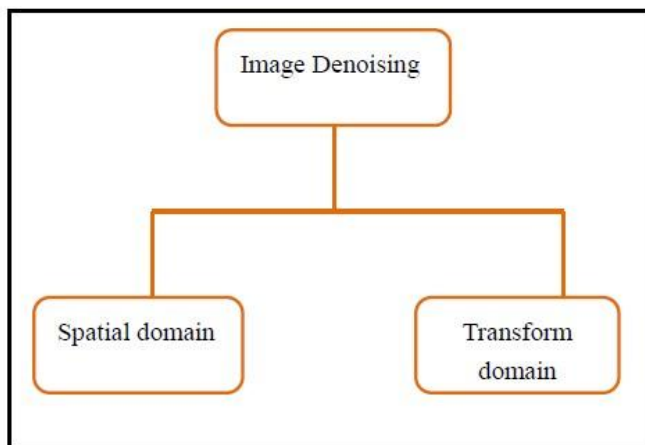 Image Denoising
Spatial domain
Transform
domain